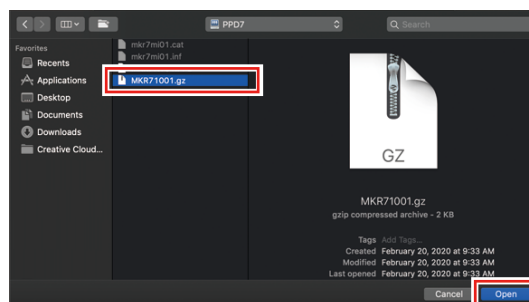 PPD7
Search
Favorites
Recents
Applications
Desktop
Documents
Downloads
Creative Cloud...
mkr7mi01.cat
mkr7mi01.inf
MKR71001.gz
GZ
MKR71001.gz
gzip compressed archive - 2 KB
Tags Add Tags...
Created February 20, 2020 at 9:33 AM
Modified February 20, 2020 at 9:33 AM
Last opened February 20, 2020 at 9:33 AM
Cancel
Open